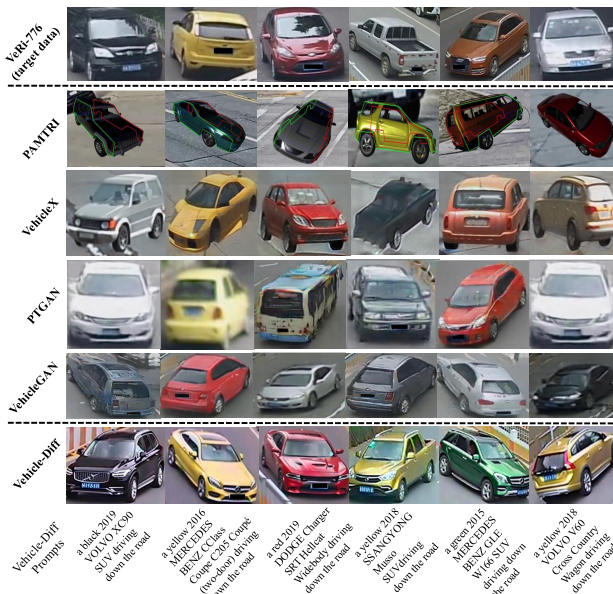 VeRi-776
(target data)
PAMTRI
VehicleX
PTGAN
VehicleGAN
Vehicle-Diff
Vehicle-Diff
Prompts
a black 2019
VOLVO XC90
SUV driving
down the road
a yellow 2016
MERCEDES
BENZ CClass
Coupe C205 Coupé
(two-door) driving
down the road
a red 2019
DODGE Charger
SRT Hellcat
Widebody driving
down the road
a yellow 2018
SSANGYONG
Musso
SUVdriving
down the road
a green 2015
MERCEDES
BENZ GLE
W166 SUV
driving down
the road
a yellow 2018
VOLVO V60
Cross Country
Wagon driving
down the road